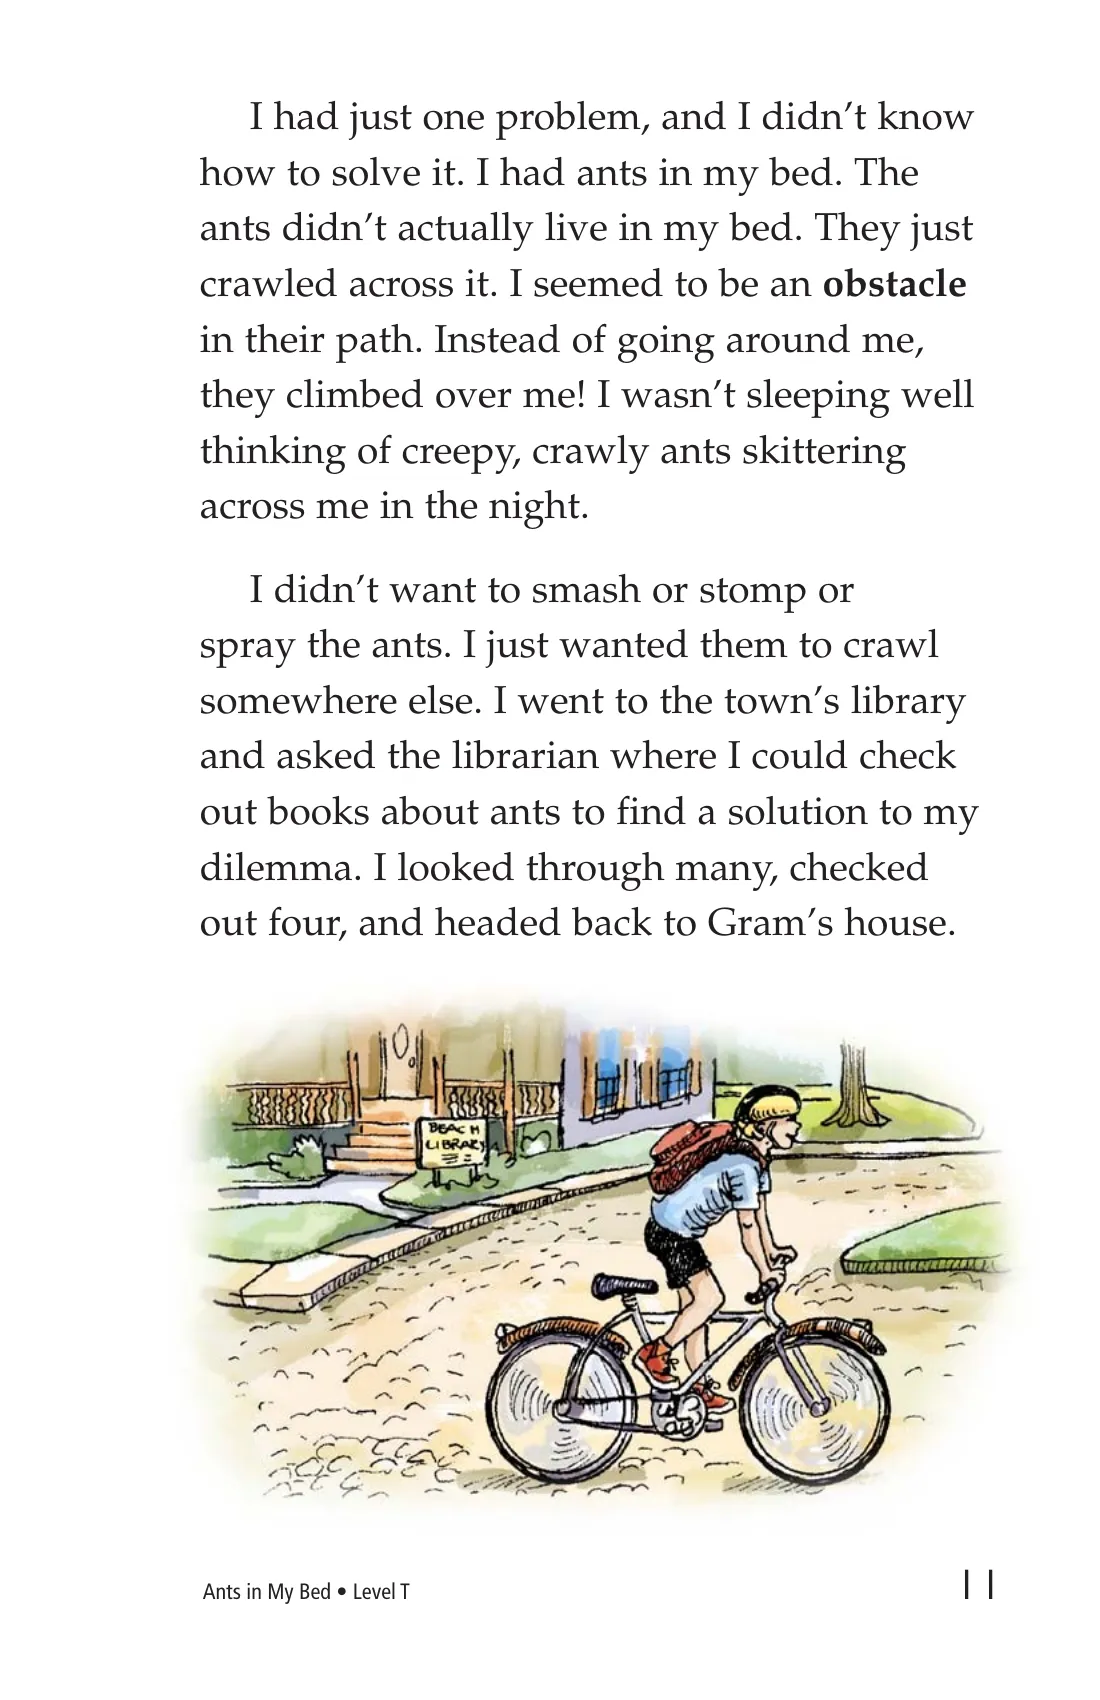 I had just one problem, and I didn’t know
how to solve it. I had ants in my bed. The
ants didn’t actually live in my bed. They just
crawled across it. I seemed to be an obstacle
in their path. Instead of going around me,
they climbed over me! I wasn’t sleeping well
thinking of creepy, crawly ants skittering
across me in the night.
I didn’t want to smash or stomp or
spray the ants. I just wanted them to crawl
somewhere else. I went to the town’s library
and asked the librarian where I could check
out books about ants to find a solution to my
dilemma. I looked through many, checked
out four, and headed back to Gram’s house.
BEACH
LIBRARY
Ants in My Bed • Level T
11